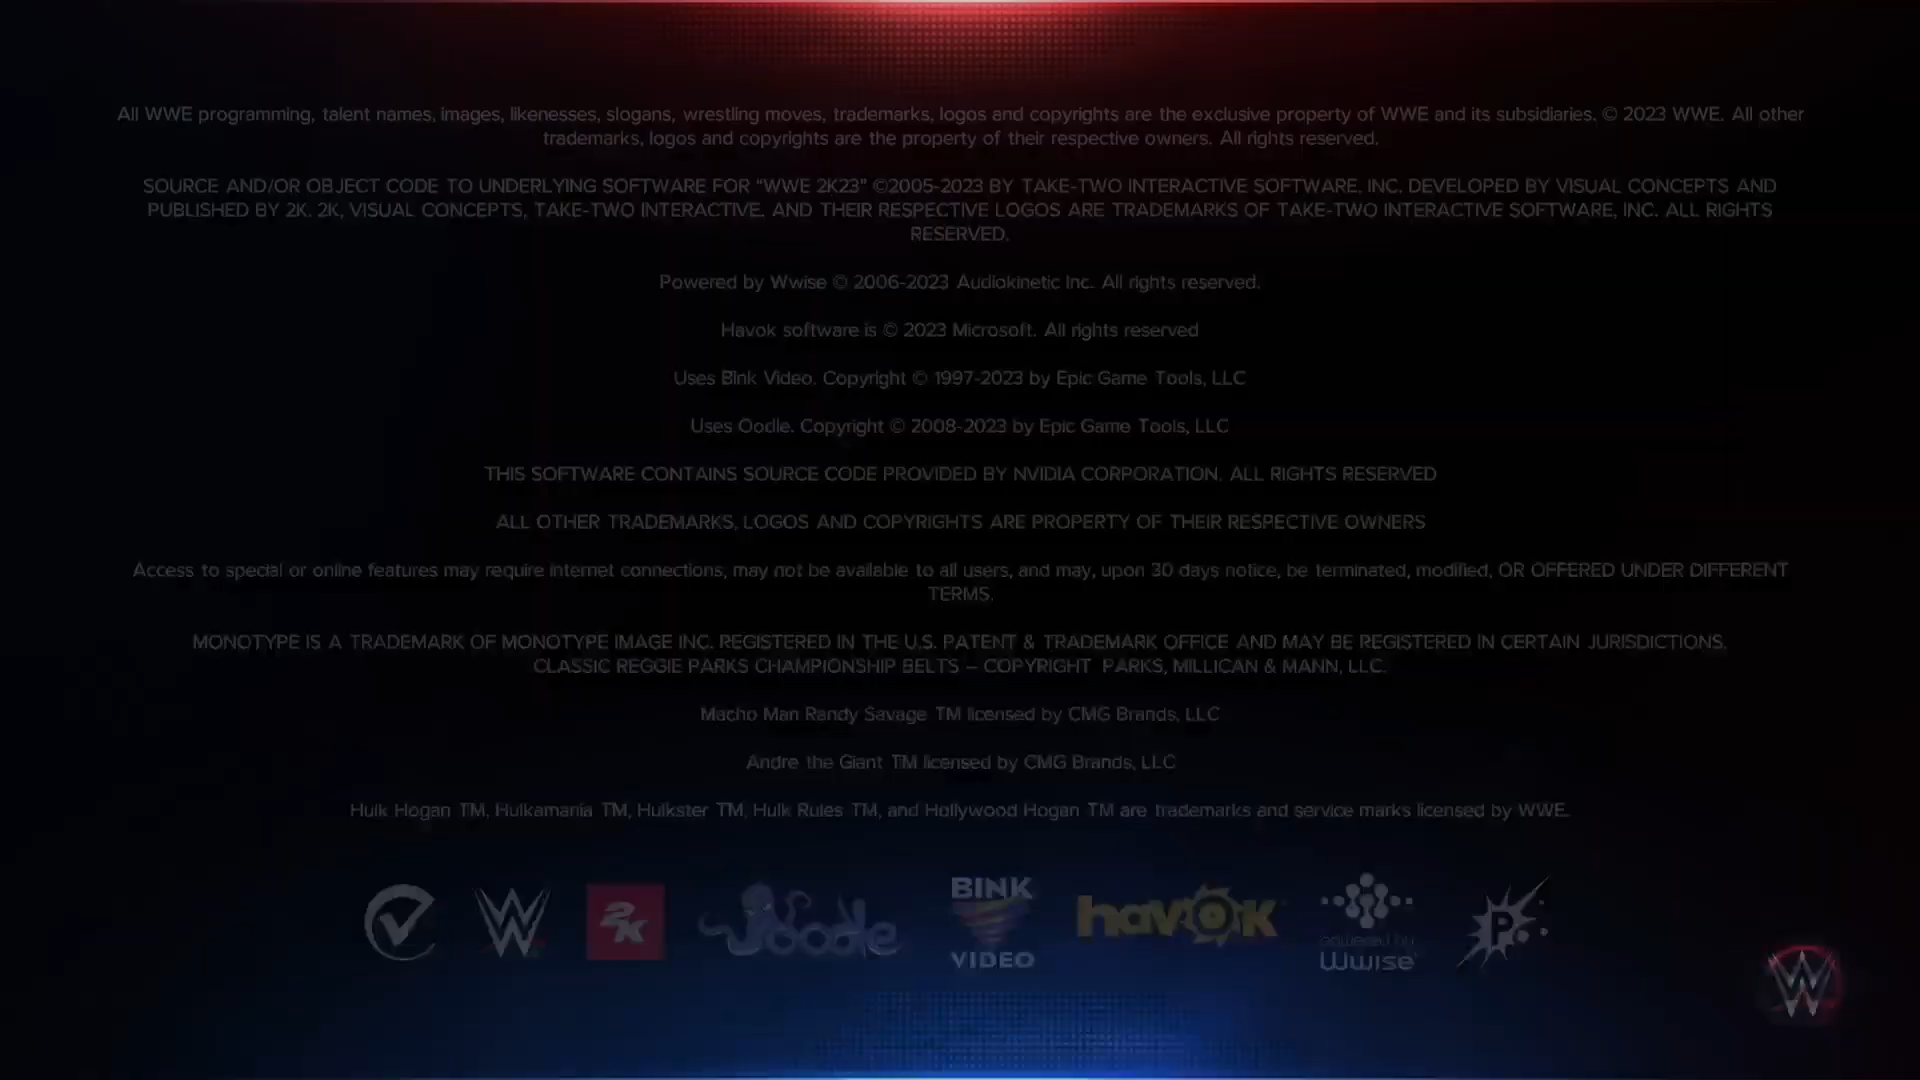 All WWE programming, talent names, images, likenesses, slogans, wrestling moves, trademarks, logos and copyrights are the exclusive property of WWE and its subsidiaries. © 2023 WWE. All other
trademarks, logos and copyrights are the property of their respective owners. All rights reserved.
SOURCE AND/OR OBJECT CODE TO UNDERLYING SOFTWARE FOR "WWE 2K23" ©2005-2023 BY TAKE-TWO INTERACTIVE SOFTWARE. INC. DEVELOPED BY VISUAL CONCEPTS AND
PUBLISHED BY 2K. 2K, VISUAL CONCEPTS, TAKE-TWO INTERACTIVE. AND THEIR RESPECTIVE LOGOS ARE TRADEMARKS OF TAKE-TWO INTERACTIVE SOFTWARE, INC. ALL RIGHTS
RESERVED.
Powered by Wwise © 2006-2023 Audiokinetic Inc. All rights reserved.
Havok software is © 2023 Microsoft. All rights reserved
Uses Bink Video. Copyright © 1997-2023 by Epic Game Tools, LLC
Uses Oodle. Copyright © 2008-2023 by Epic Game Tools, LLC
THIS SOFTWARE CONTAINS SOURCE CODE PROVIDED BY NVIDIA CORPORATION. ALL RIGHTS RESERVED
ALL OTHER TRADEMARKS, LOGOS AND COPYRIGHTS ARE PROPERTY OF THEIR RESPECTIVE OWNERS
Access to special or online features may require internet connections, may not be available to all users, and may, upon 30 days notice, be terminated, modified, OR OFFERED UNDER DIFFERENT
TERMS.
MONOTYPE IS A TRADEMARK OF MONOTYPE IMAGE INC. REGISTERED IN THE U.S. PATENT & TRADEMARK OFFICE AND MAY BE REGISTERED IN CERTAIN JURISDICTIONS.
CLASSIC REGGIE PARKS CHAMPIONSHIP BELTS – COPYRIGHT PARKS, MILLICAN & MANN, LLC.
Macho Man Randy Savage TM licensed by CMG Brands, LLC
Andre the Giant TM licensed by CMG Brands, LLC
Hulk Hogan TM, Hulkamania TM, Hulkster TM, Hulk Rules TM, and Hollywood Hogan TM are trademarks and service marks licensed by WWE.
W 2K oodle BINK VIDEO havok powered by Wwise P
W